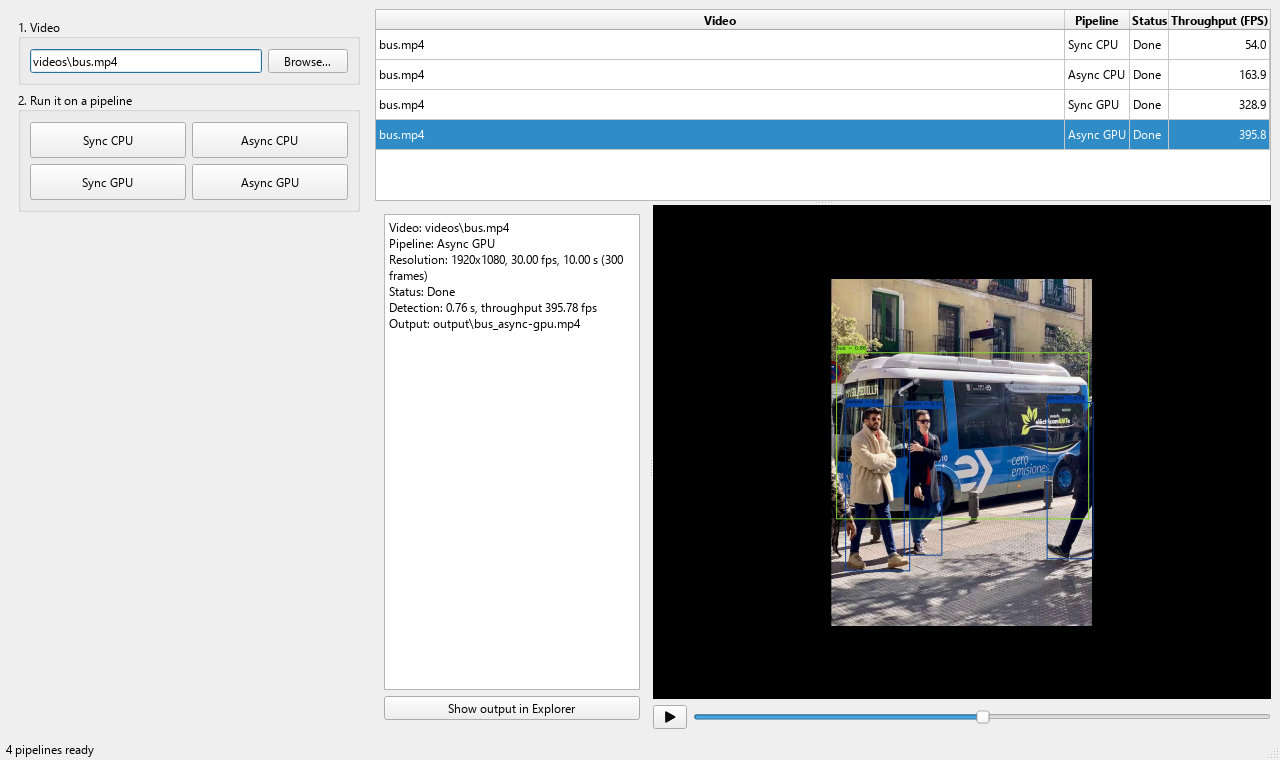 1. Video
videos\bus.mp4
Browse...
2. Run it on a pipeline
Sync CPU
Async CPU
Sync GPU
Async GPU
Video Pipeline Status Throughput (FPS)
bus.mp4 Sync CPU Done 54.0
bus.mp4 Async CPU Done 163.9
bus.mp4 Sync GPU Done 328.9
bus.mp4 Async GPU Done 395.8
Video: videos\bus.mp4
Pipeline: Async GPU
Resolution: 1920x1080, 30.00 fps, 10.00 s (300
frames)
Status: Done
Detection: 0.76 s, throughput 395.78 fps
Output: output\bus_async-gpu.mp4
cero
emisiones
Show output in Explorer
4 pipelines ready